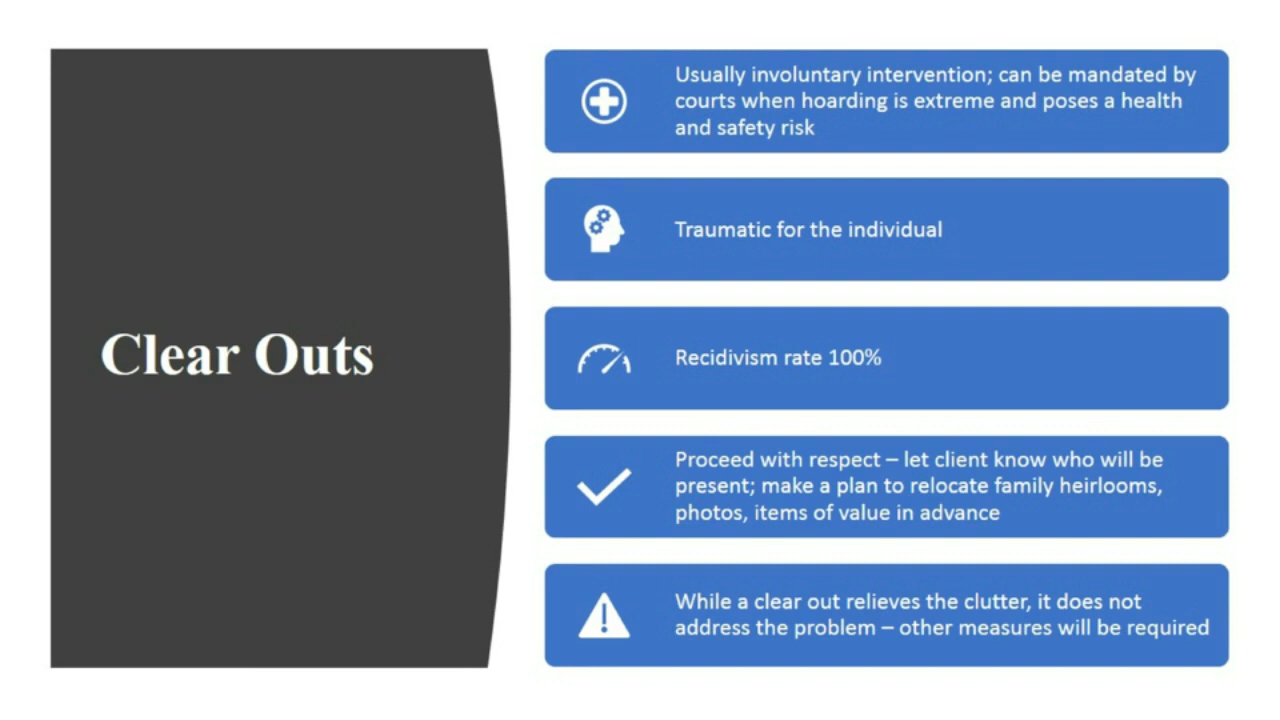 Clear Outs
Usually involuntary intervention; can be mandated by
courts when hoarding is extreme and poses a health
and safety risk
Traumatic for the individual
Recidivism rate 100%
Proceed with respect – let client know who will be
present; make a plan to relocate family heirlooms,
photos, items of value in advance
While a clear out relieves the clutter, it does not
address the problem – other measures will be required